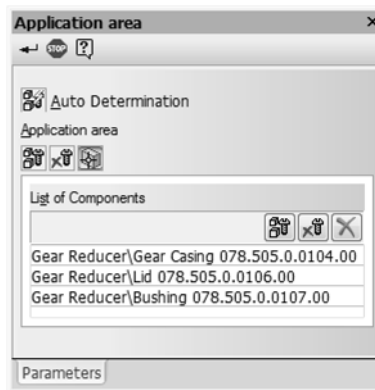 Application area
STOP
Auto Determination
Application area
List of Components
Gear Reducer\Gear Casing 078.505.0.0104.00
Gear Reducer\Lid 078.505.0.0106.00
Gear Reducer\Bushing 078.505.0.0107.00
Parameters